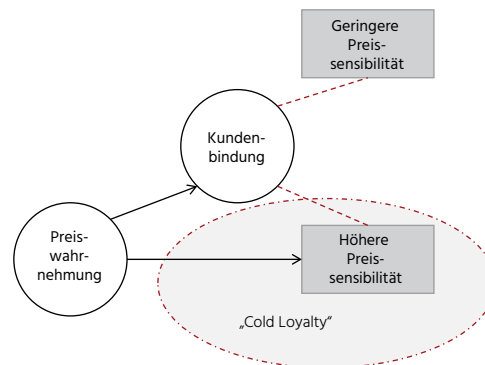 Geringere
Preis-
sensibilität
Kunden-
bindung
Preis-
wahr-
nehmung
Höhere
Preis-
sensibilität
„Cold Loyalty“